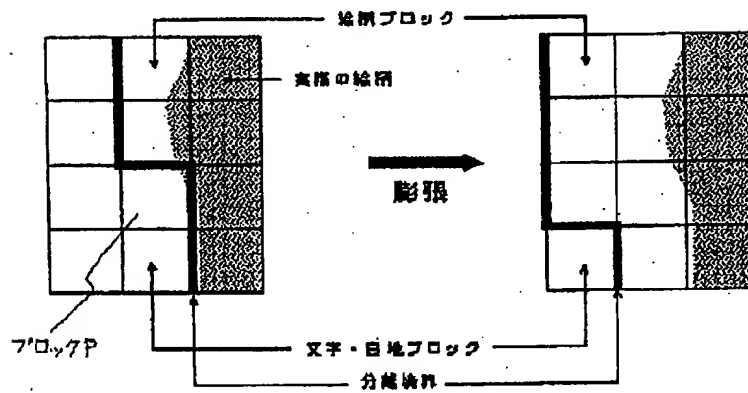 絵柄ブロック
実際の絵柄
膨張
ブロックP
文字・白地ブロック
分離境界